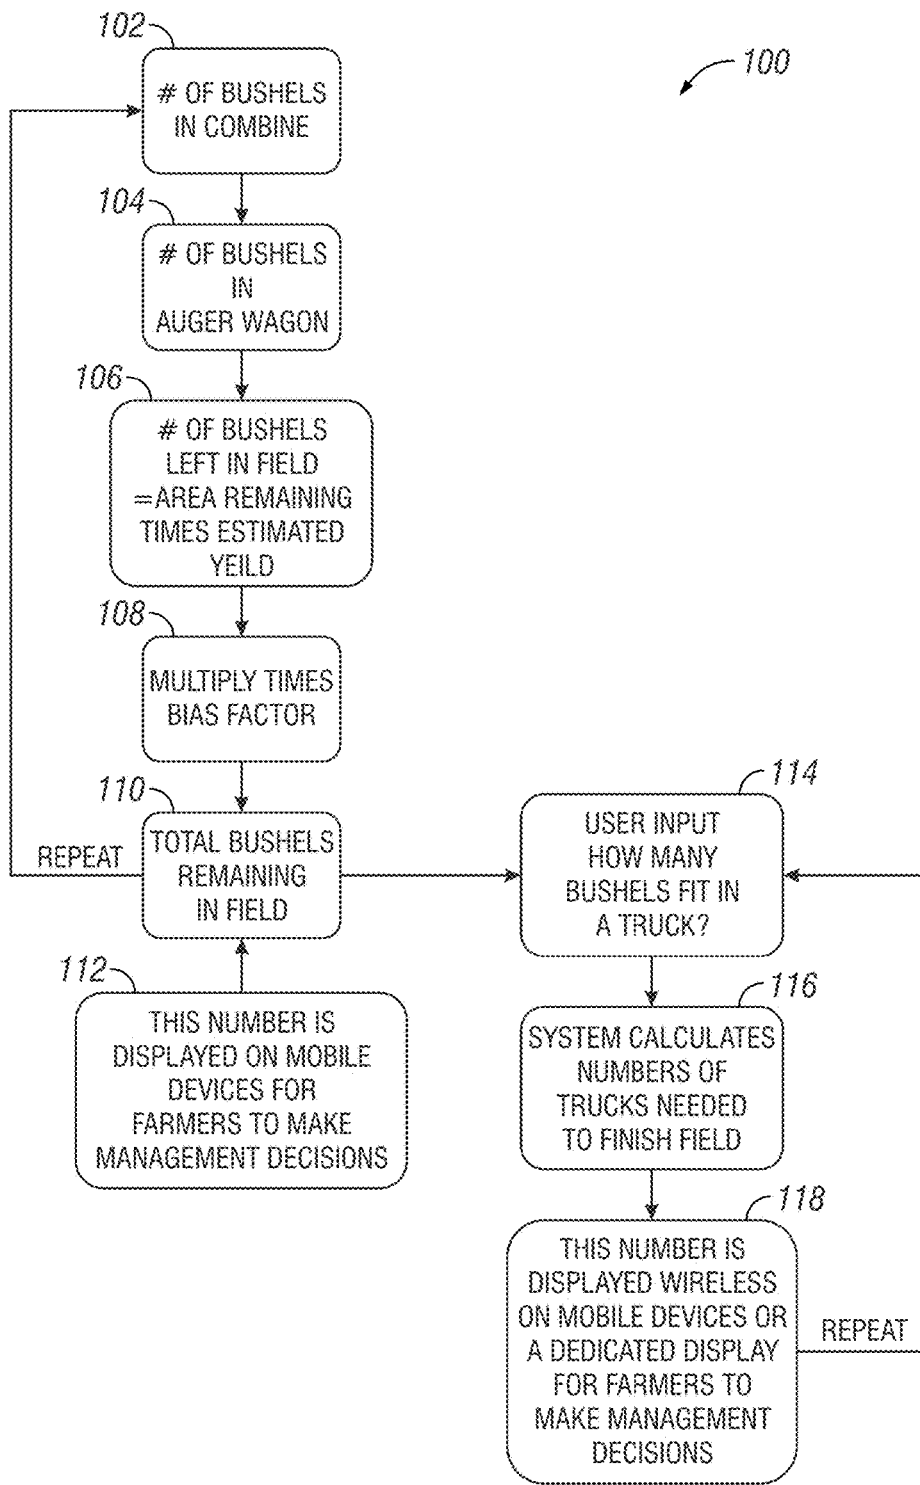 102
# OF BUSHELS
IN COMBINE
100
104
# OF BUSHELS
IN
AUGER WAGON
106
# OF BUSHELS
LEFT IN FIELD
=AREA REMAINING
TIMES ESTIMATED
YEILD
108
MULTIPLY TIMES
BIAS FACTOR
110
TOTAL BUSHELS
REMAINING
IN FIELD
REPEAT
112
THIS NUMBER IS
DISPLAYED ON MOBILE
DEVICES FOR
FARMERS TO MAKE
MANAGEMENT DECISIONS
114
USER INPUT
HOW MANY
BUSHELS FIT IN
A TRUCK?
116
SYSTEM CALCULATES
NUMBERS OF
TRUCKS NEEDED
TO FINISH FIELD
118
THIS NUMBER IS
DISPLAYED WIRELESS
ON MOBILE DEVICES OR
A DEDICATED DISPLAY
FOR FARMERS TO
MAKE MANAGEMENT
DECISIONS
REPEAT